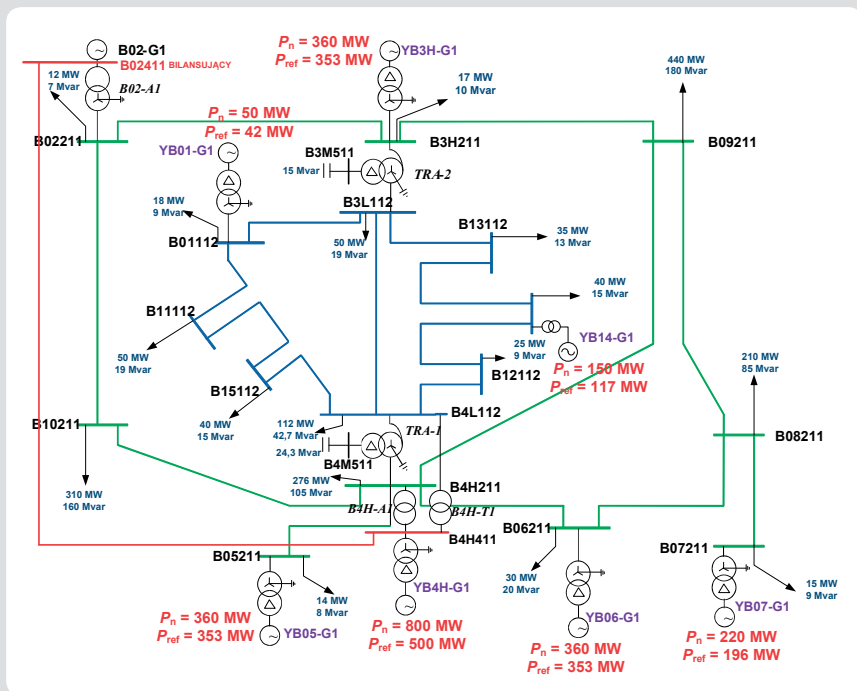 B02-G1
B02411 BILANSUJĄCY
12 MW
7 Mvar
B02-A1
B02211
Pn = 360 MW
Pref = 353 MW
YB3H-G1
17 MW
10 Mvar
B3H211
440 MW
180 Mvar
B09211
Pn = 50 MW
Pref = 42 MW
YB01-G1
B3M511
15 Mvar
TRA-2
B3L112
18 MW
9 Mvar
B01112
50 MW
19 Mvar
B13112
35 MW
13 Mvar
40 MW
15 Mvar
B14112
YB14-G1
Pn = 150 MW
Pref = 117 MW
B11112
50 MW
19 Mvar
B15112
40 MW
15 Mvar
25 MW
9 Mvar
B12112
210 MW
85 Mvar
B08211
B10211
310 MW
160 Mvar
112 MW
42,7 Mvar
TRA-1
B4L112
24,3 Mvar
B4M511
276 MW
105 Mvar
B4H211
B4H-A1
B4H-T1
B4H411
B05211
14 MW
8 Mvar
YB4H-G1
Pn = 360 MW
Pref = 353 MW
YB05-G1
Pn = 800 MW
Pref = 500 MW
B06211
30 MW
20 Mvar
YB06-G1
Pn = 360 MW
Pref = 353 MW
B07211
15 MW
9 Mvar
YB07-G1
Pn = 220 MW
Pref = 196 MW